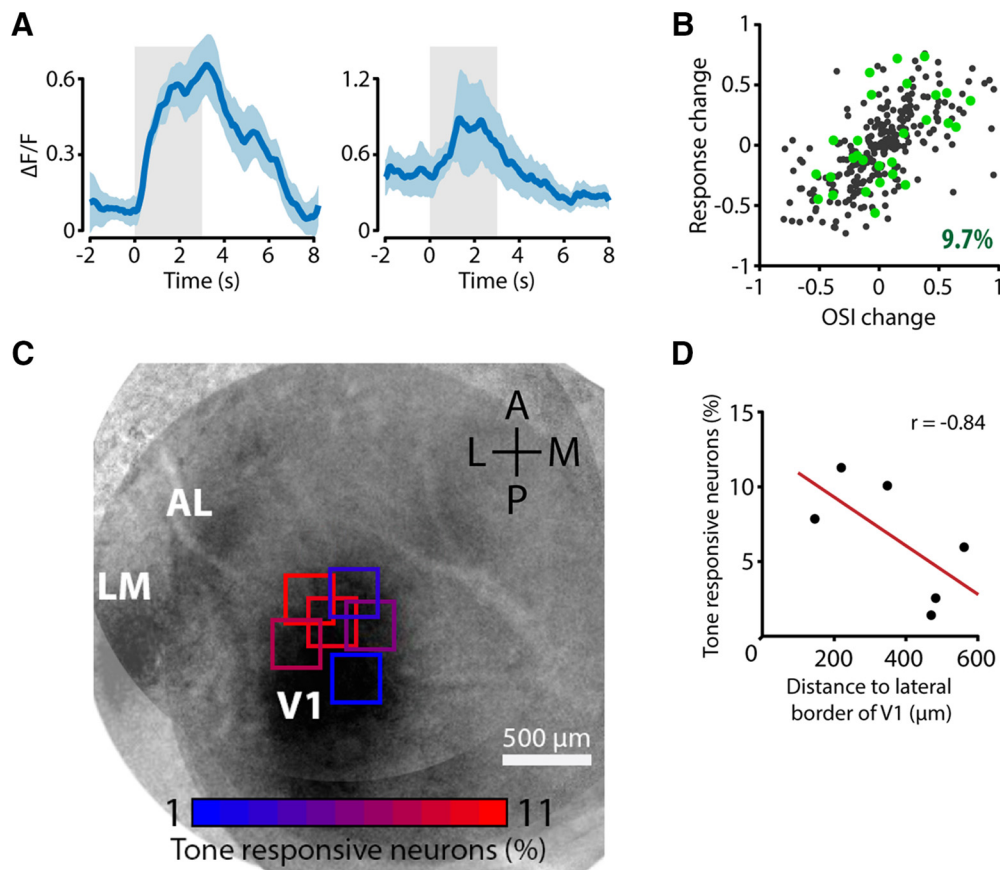 A
ΔF/F
0.6
0.3
0
-2 0 2 4 6 8
Time (s)
1.2
0.6
0
-2 0 2 4 6 8
Time (s)
B
Response change
1
0.5
0
-0.5
-1
9.7%
-1 -0.5 0 0.5 1
OSI change
C
A
L M
P
AL
LM
V1
500 µm
1 11
Tone responsive neurons (%)
D
Tone responsive neurons (%)
15
10
5
r = -0.84
0 200 400 600
Distance to lateral
border of V1 (µm)